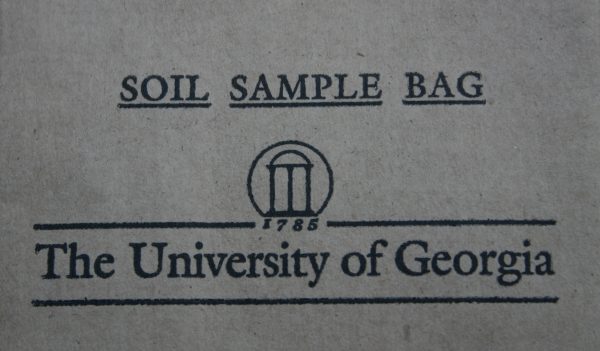 SOIL SAMPLE BAG
1785
The University of Georgia